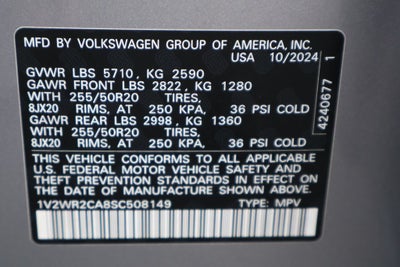 MFD BY VOLKSWAGEN GROUP OF AMERICA, INC.
USA 10/2024
GVWR LBS 5710, KG 2590
GAWR FRONT LBS 2822, KG 1280
WITH 255/50R20 TIRES,
8JX20 RIMS, AT 250 KPA, 36 PSI COLD
GAWR REAR LBS 2998, KG 1360
WITH 255/50R20 TIRES,
8JX20 RIMS, AT 250 KPA, 36 PSI COLD
THIS VEHICLE CONFORMS TO ALL APPLICABLE
U.S. FEDERAL MOTOR VEHICLE SAFETY AND
THEFT PREVENTION STANDARDS IN EFFECT ON
THE DATE OF MANUFACTURE SHOWN ABOVE.
1V2WR2CA8SC508149 TYPE: MPV
4240677 1